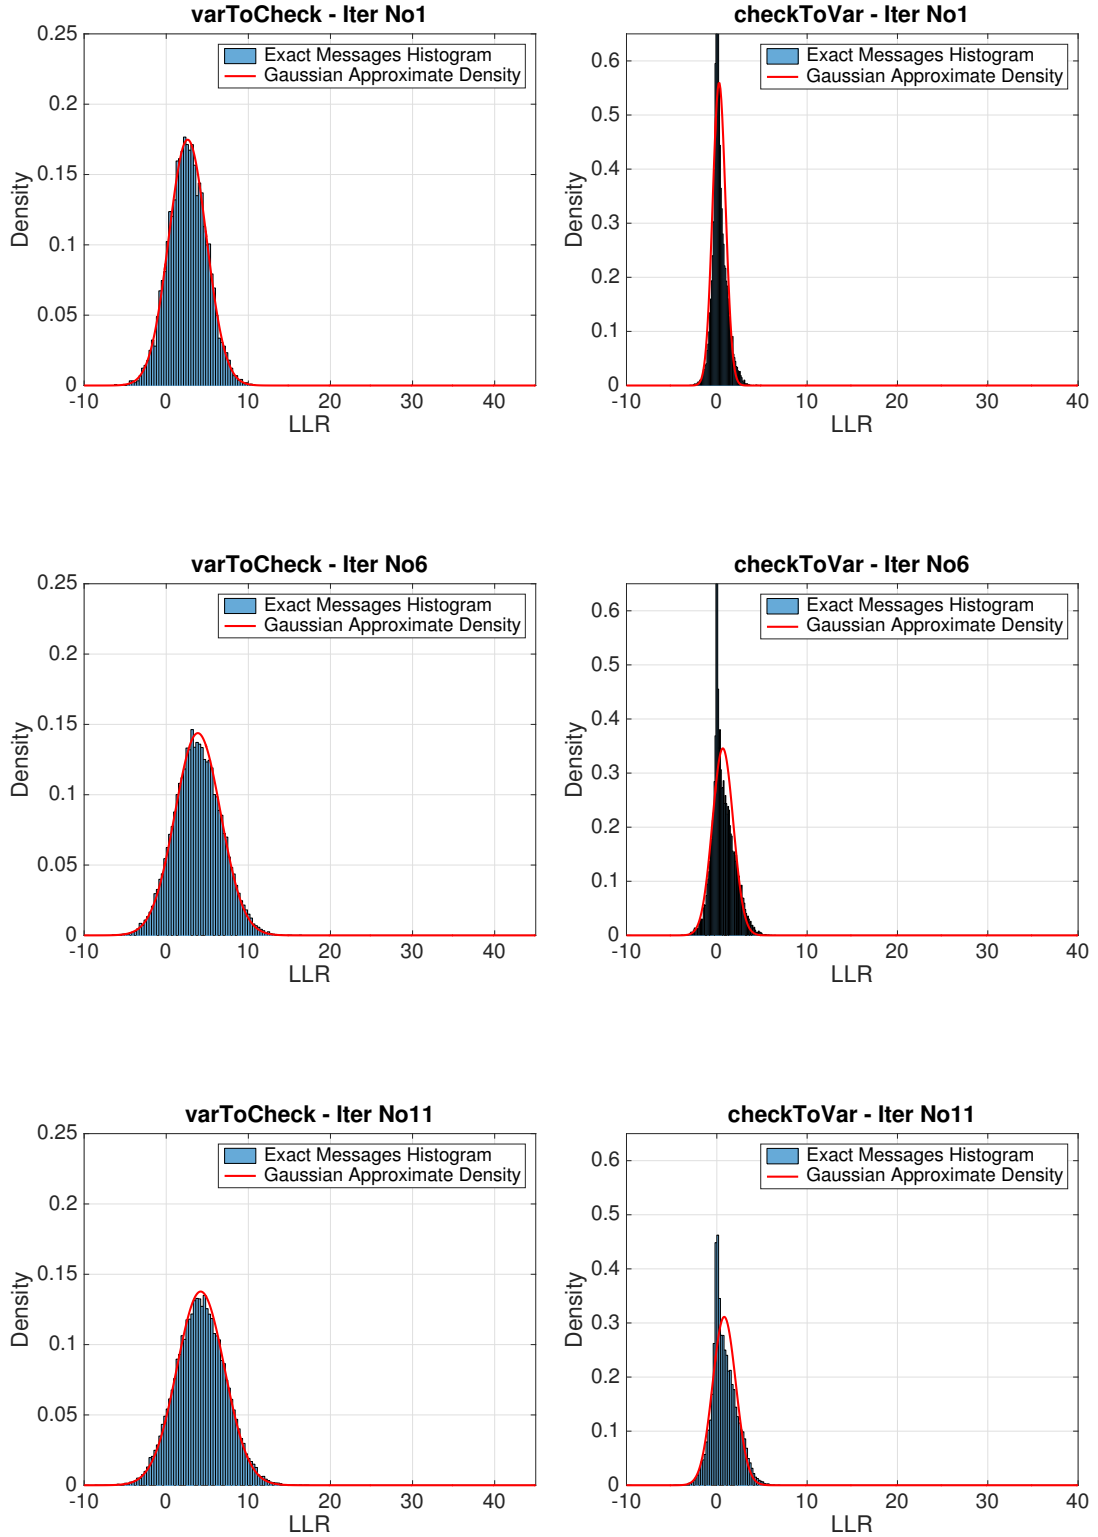 varToCheck - Iter No1
0.25
0.2
0.15
0.1
0.05
0
Density
Exact Messages Histogram
Gaussian Approximate Density
-10 0 10 20 30 40
LLR
checkToVar - Iter No1
0.6
0.5
0.4
0.3
0.2
0.1
0
Density
Exact Messages Histogram
Gaussian Approximate Density
-10 0 10 20 30 40
LLR
varToCheck - Iter No6
0.25
0.2
0.15
0.1
0.05
0
Density
Exact Messages Histogram
Gaussian Approximate Density
-10 0 10 20 30 40
LLR
checkToVar - Iter No6
0.6
0.5
0.4
0.3
0.2
0.1
0
Density
Exact Messages Histogram
Gaussian Approximate Density
-10 0 10 20 30 40
LLR
varToCheck - Iter No11
0.25
0.2
0.15
0.1
0.05
0
Density
Exact Messages Histogram
Gaussian Approximate Density
-10 0 10 20 30 40
LLR
checkToVar - Iter No11
0.6
0.5
0.4
0.3
0.2
0.1
0
Density
Exact Messages Histogram
Gaussian Approximate Density
-10 0 10 20 30 40
LLR